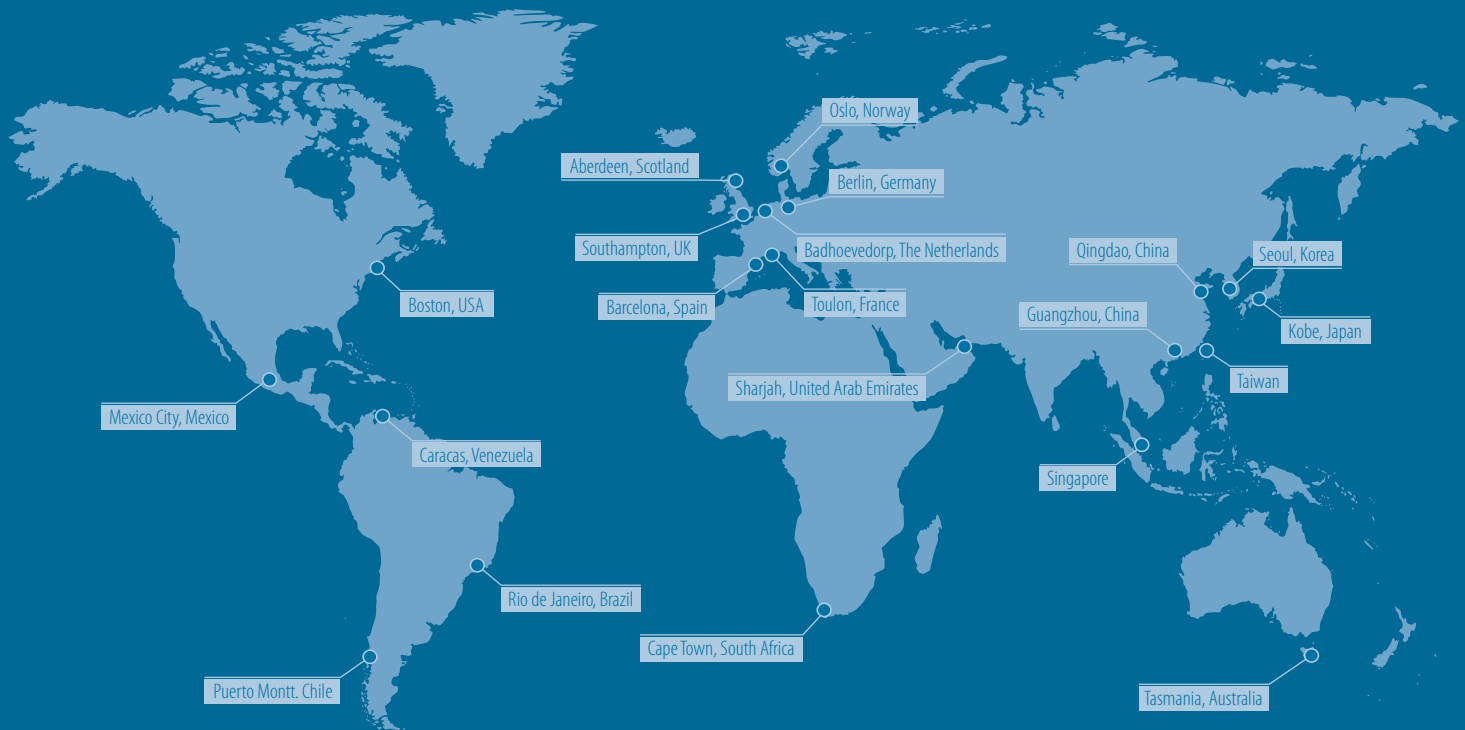 Oslo, Norway
Aberdeen, Scotland
Berlin, Germany
Southampton, UK
Badhoevedorp, The Netherlands
Qingdao, China
Seoul, Korea
Boston, USA
Barcelona, Spain
Toulon, France
Guangzhou, China
Kobe, Japan
Sharjah, United Arab Emirates
Taiwan
Mexico City, Mexico
Caracas, Venezuela
Singapore
Rio de Janeiro, Brazil
Cape Town, South Africa
Puerto Montt. Chile
Tasmania, Australia